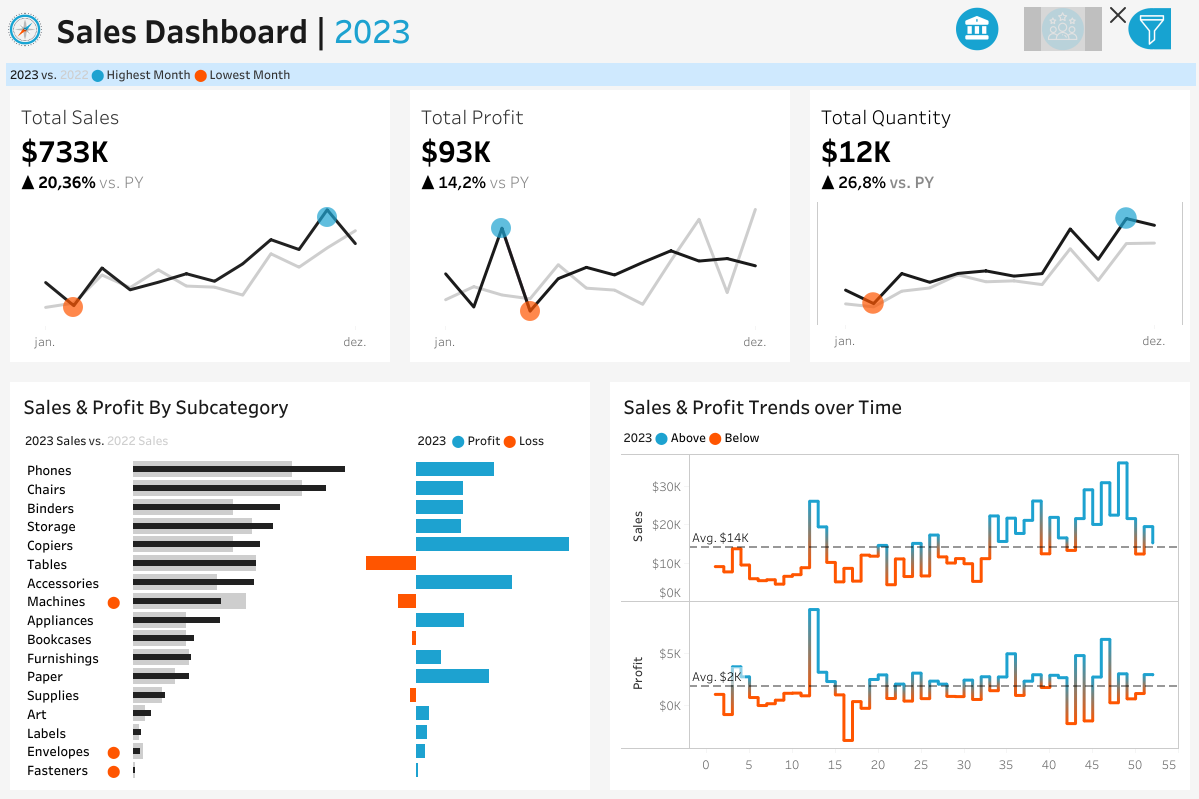 Sales Dashboard | 2023
2023 vs. 2022 Highest Month Lowest Month
Total Sales
$733K
▲ 20,36% vs. PY
jan. dez.
Total Profit
$93K
▲ 14,2% vs PY
jan. dez.
Total Quantity
$12K
▲ 26,8% vs. PY
jan. dez.
Sales & Profit By Subcategory
2023 Sales vs. 2022 Sales
2023 Profit Loss
Phones
Chairs
Binders
Storage
Copiers
Tables
Accessories
Machines
Appliances
Bookcases
Furnishings
Paper
Supplies
Art
Labels
Envelopes
Fasteners
Sales & Profit Trends over Time
2023 Above Below
Sales
$30K
$20K
Avg. $14K
$10K
$0K
Profit
$5K
Avg. $2K
$0K
0 5 10 15 20 25 30 35 40 45 50 55